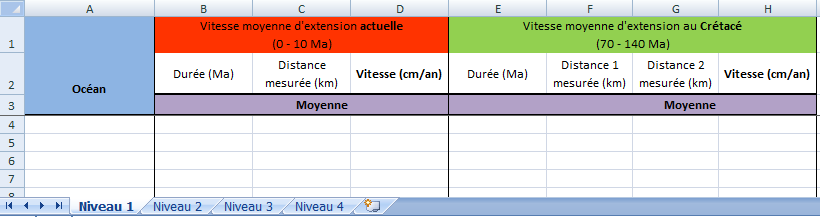 A B C D E F G H
1 Vitesse moyenne d'extension actuelle Vitesse moyenne d'extension au Crétacé
(0 - 10 Ma) (70 - 140 Ma)
Océan
2 Durée (Ma) Distance mesurée (km) Vitesse (cm/an) Durée (Ma) Distance 1 mesurée (km) Distance 2 mesurée (km) Vitesse (cm/an)
3 Moyenne Moyenne
4
5
6
7
8
Niveau 1 Niveau 2 Niveau 3 Niveau 4